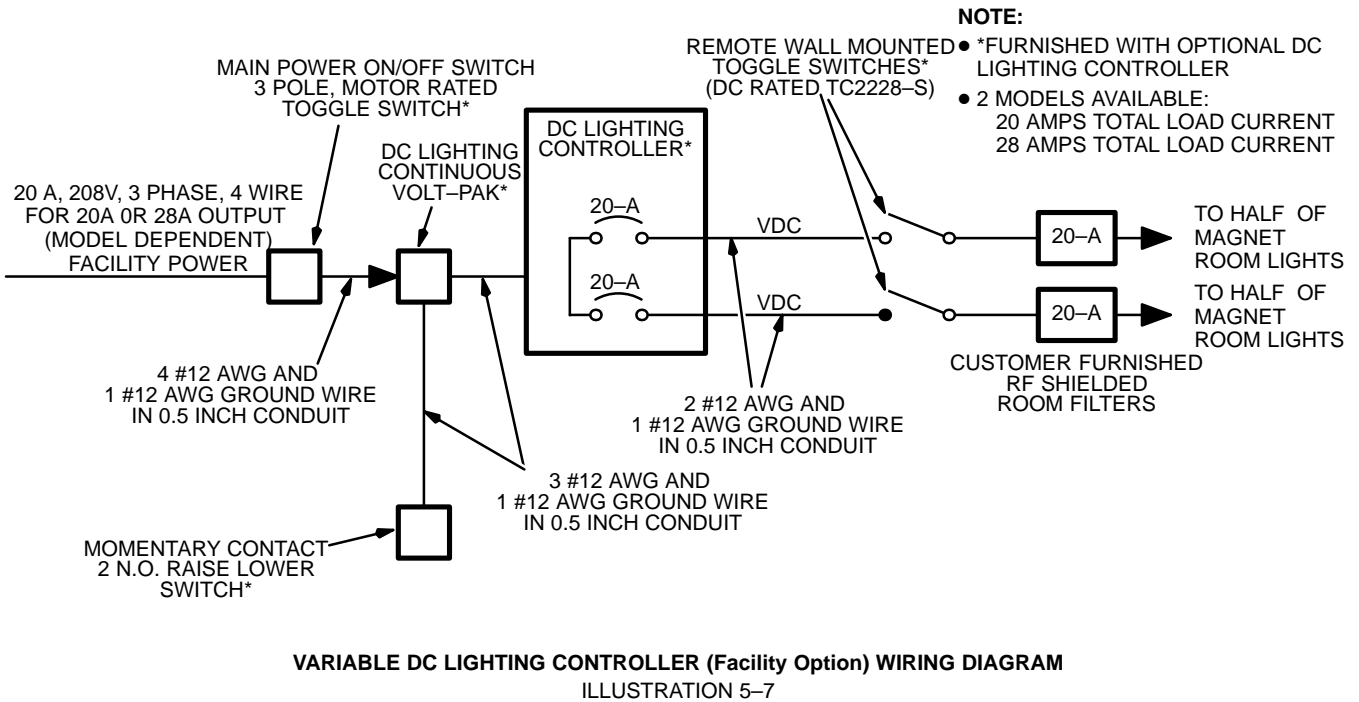 NOTE:
● *FURNISHED WITH OPTIONAL DC
LIGHTING CONTROLLER
● 2 MODELS AVAILABLE:
20 AMPS TOTAL LOAD CURRENT
28 AMPS TOTAL LOAD CURRENT
REMOTE WALL MOUNTED
TOGGLE SWITCHES*
(DC RATED TC2228–S)
MAIN POWER ON/OFF SWITCH
3 POLE, MOTOR RATED
TOGGLE SWITCH*
DC LIGHTING
CONTINUOUS
VOLT–PAK*
DC LIGHTING
CONTROLLER*
20 A, 208V, 3 PHASE, 4 WIRE
FOR 20A 0R 28A OUTPUT
(MODEL DEPENDENT)
FACILITY POWER
20–A
VDC
20–A
TO HALF OF
MAGNET
ROOM LIGHTS
20–A
VDC
20–A
TO HALF OF
MAGNET
ROOM LIGHTS
CUSTOMER FURNISHED
RF SHIELDED
ROOM FILTERS
4 #12 AWG AND
1 #12 AWG GROUND WIRE
IN 0.5 INCH CONDUIT
2 #12 AWG AND
1 #12 AWG GROUND WIRE
IN 0.5 INCH CONDUIT
3 #12 AWG AND
1 #12 AWG GROUND WIRE
IN 0.5 INCH CONDUIT
MOMENTARY CONTACT
2 N.O. RAISE LOWER
SWITCH*
VARIABLE DC LIGHTING CONTROLLER (Facility Option) WIRING DIAGRAM
ILLUSTRATION 5–7